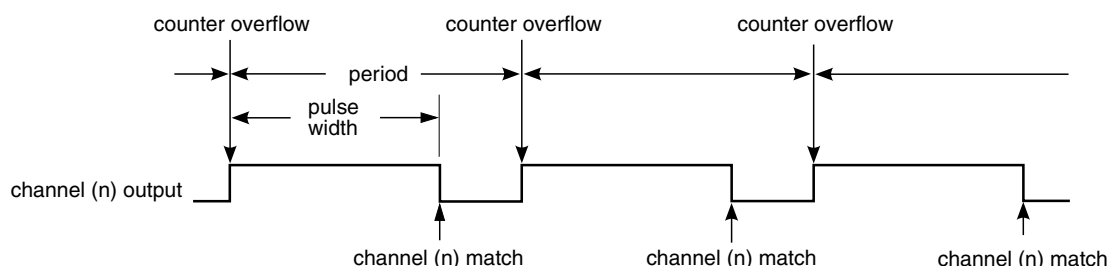 counter overflow
counter overflow
counter overflow
period
pulse
width
channel (n) output
channel (n) match
channel (n) match
channel (n) match